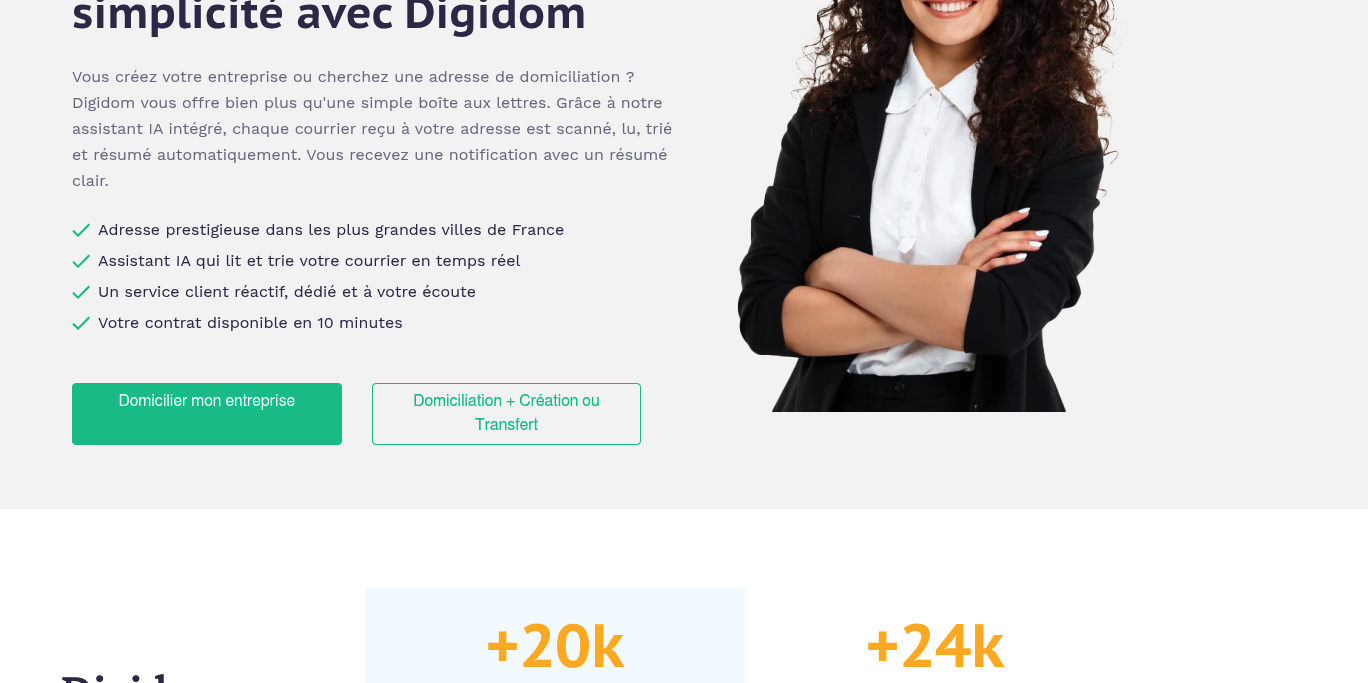 simplicité avec Digidom
Vous créez votre entreprise ou cherchez une adresse de domiciliation ?
Digidom vous offre bien plus qu'une simple boîte aux lettres. Grâce à notre
assistant IA intégré, chaque courrier reçu à votre adresse est scanné, lu, trié
et résumé automatiquement. Vous recevez une notification avec un résumé
clair.
Adresse prestigieuse dans les plus grandes villes de France
Assistant IA qui lit et trie votre courrier en temps réel
Un service client réactif, dédié et à votre écoute
Votre contrat disponible en 10 minutes
Domicilier mon entreprise
Domiciliation + Création ou
Transfert
+20k
+24k